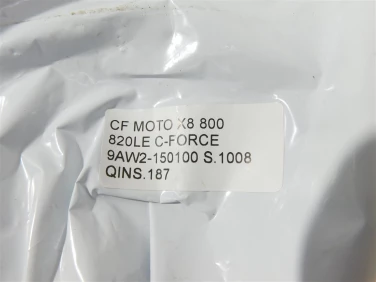 CF MOTO X8 800
820LE C-FORCE
9AW2-150100 S.1008
QINS.187